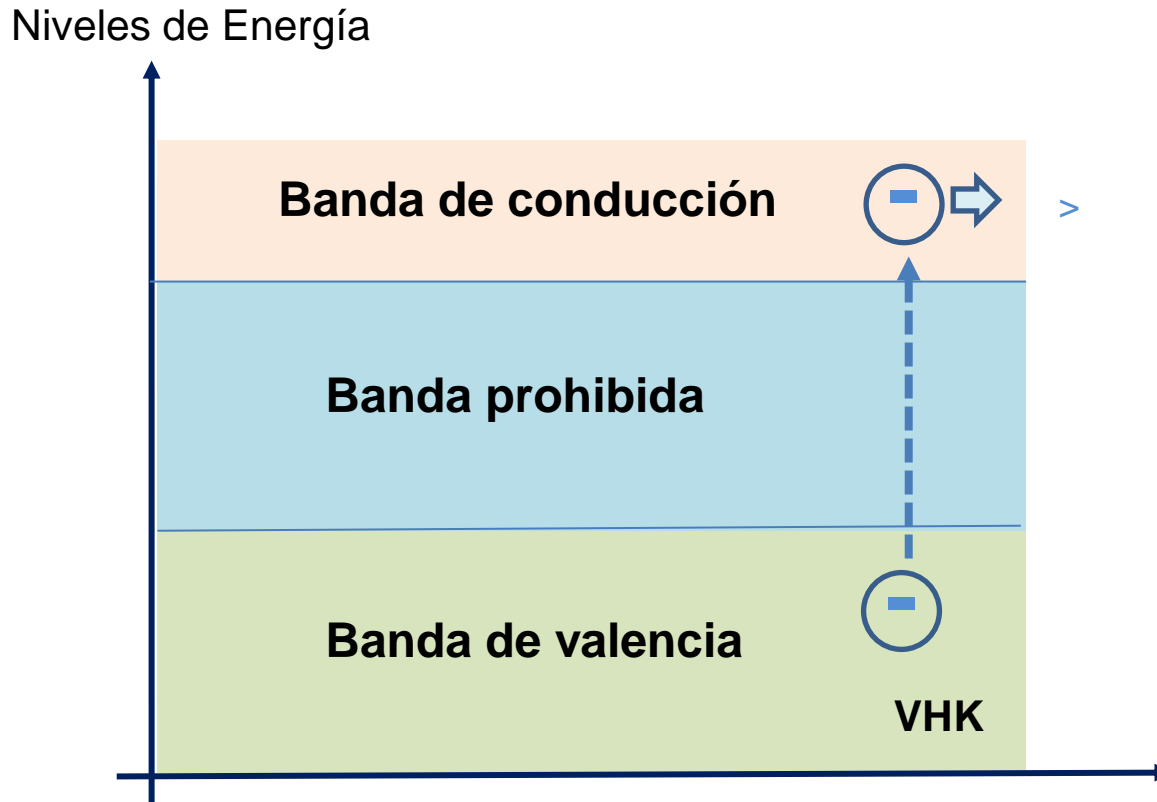 Niveles de Energía
Banda de conducción
>
Banda prohibida
Banda de valencia
VHK